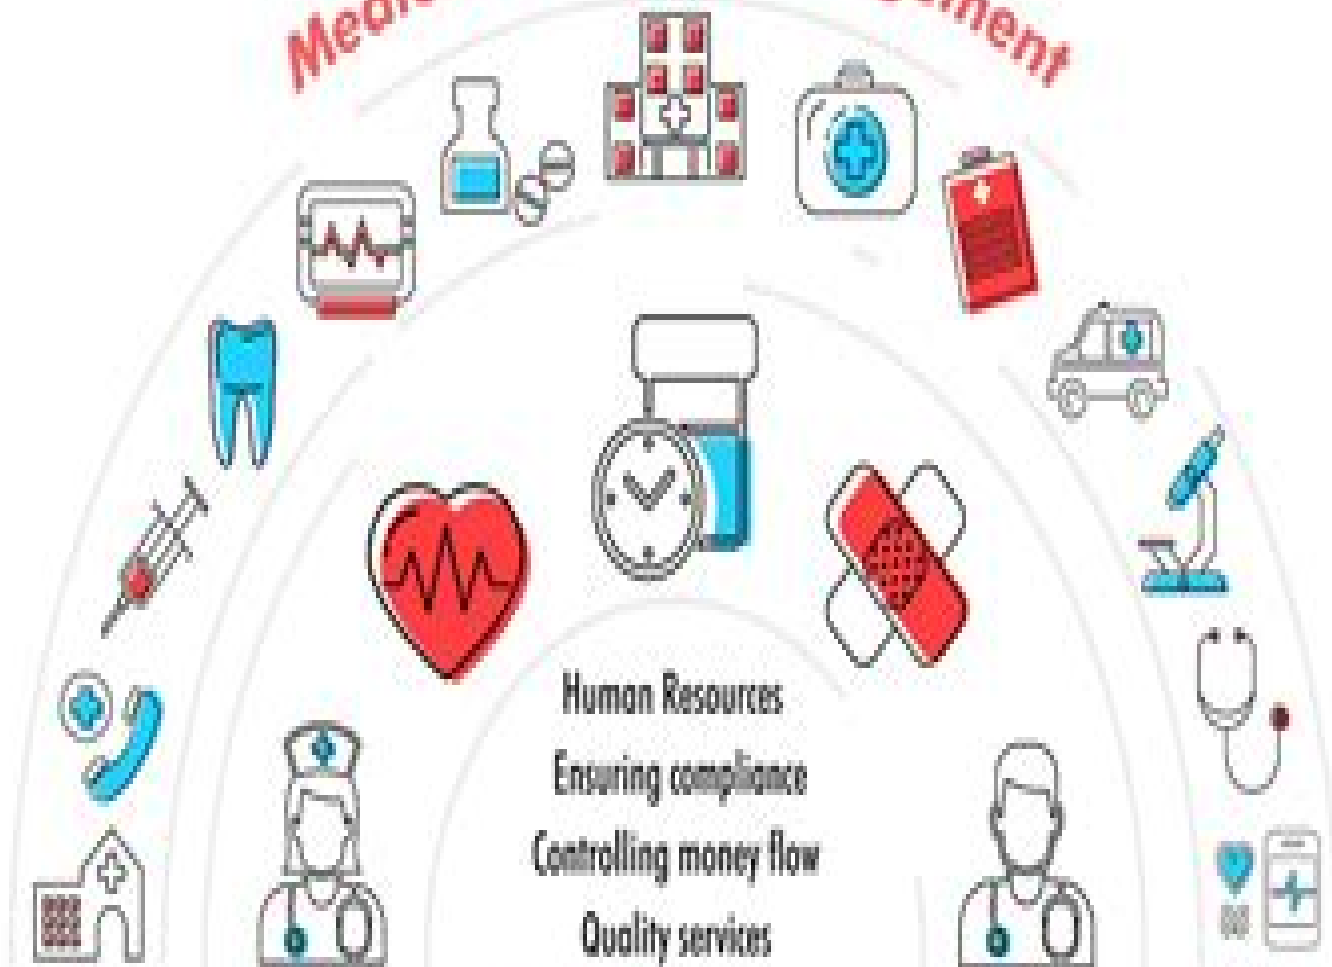 Human Resources
Ensuring compliance
Controlling money flow
Quality services